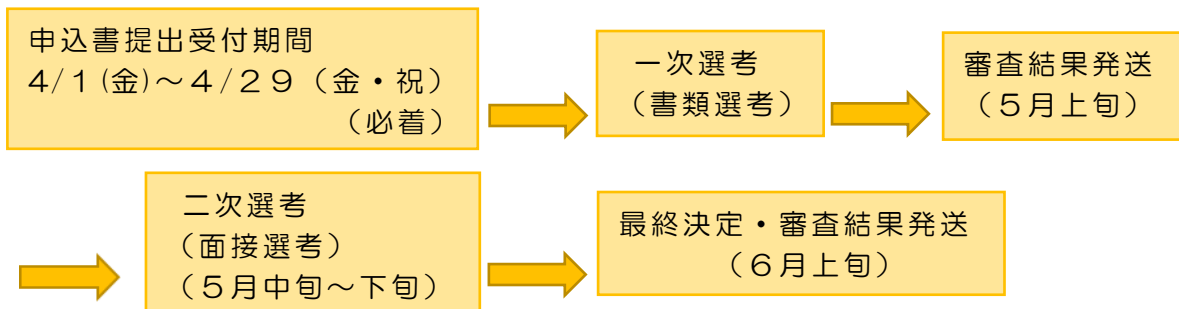 申込書提出受付期間
4/1(金)～4/２９（金・祝）
（必着）
一次選考
（書類選考）
審査結果発送
（５月上旬）
二次選考
（面接選考）
（５月中旬～下旬）
最終決定・審査結果発送
（６月上旬）